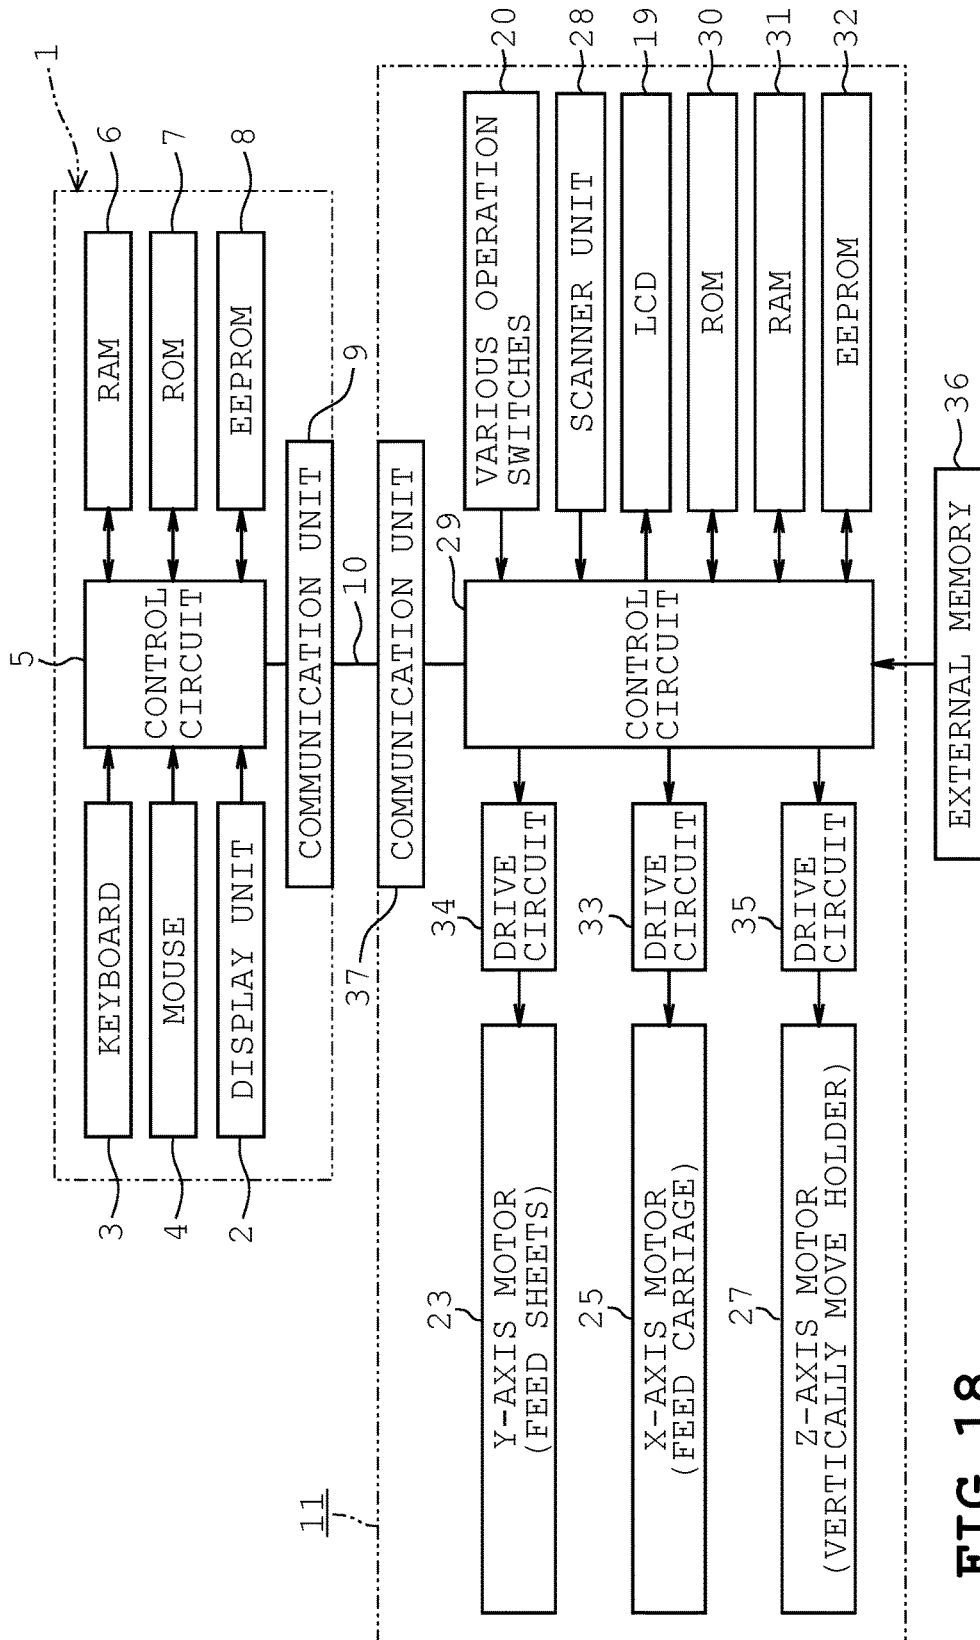 1
5
3
KEYBOARD
4
MOUSE
2
DISPLAY UNIT
CONTROL
CIRCUIT
RAM
6
ROM
7
EEPROM
8
COMMUNICATION UNIT
9
10
37
COMMUNICATION UNIT
11
29
CONTROL
CIRCUIT
23
Y-AXIS MOTOR
(FEED SHEETS)
34
DRIVE
CIRCUIT
25
X-AXIS MOTOR
(FEED CARRIAGE)
33
DRIVE
CIRCUIT
27
Z-AXIS MOTOR
(VERTICALLY MOVE HOLDER)
35
DRIVE
CIRCUIT
VARIOUS OPERATION
SWITCHES
20
SCANNER UNIT
28
LCD
19
ROM
30
RAM
31
EEPROM
32
EXTERNAL MEMORY
36
FIG.18